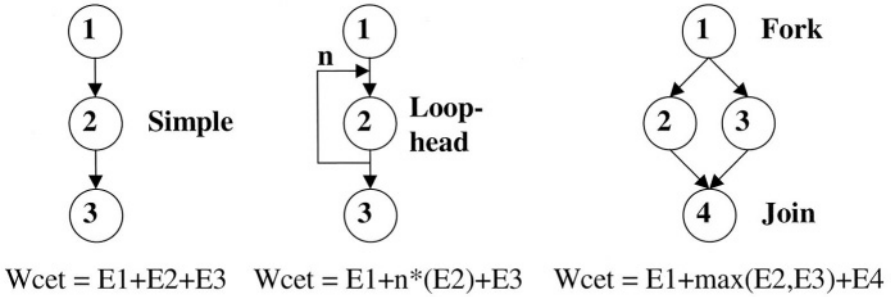 1
2
Simple
3
Wcet = E1+E2+E3
1
n
2
Loop-
head
3
Wcet = E1+n*(E2)+E3
1
Fork
2
3
4
Join
Wcet = E1+max(E2,E3)+E4